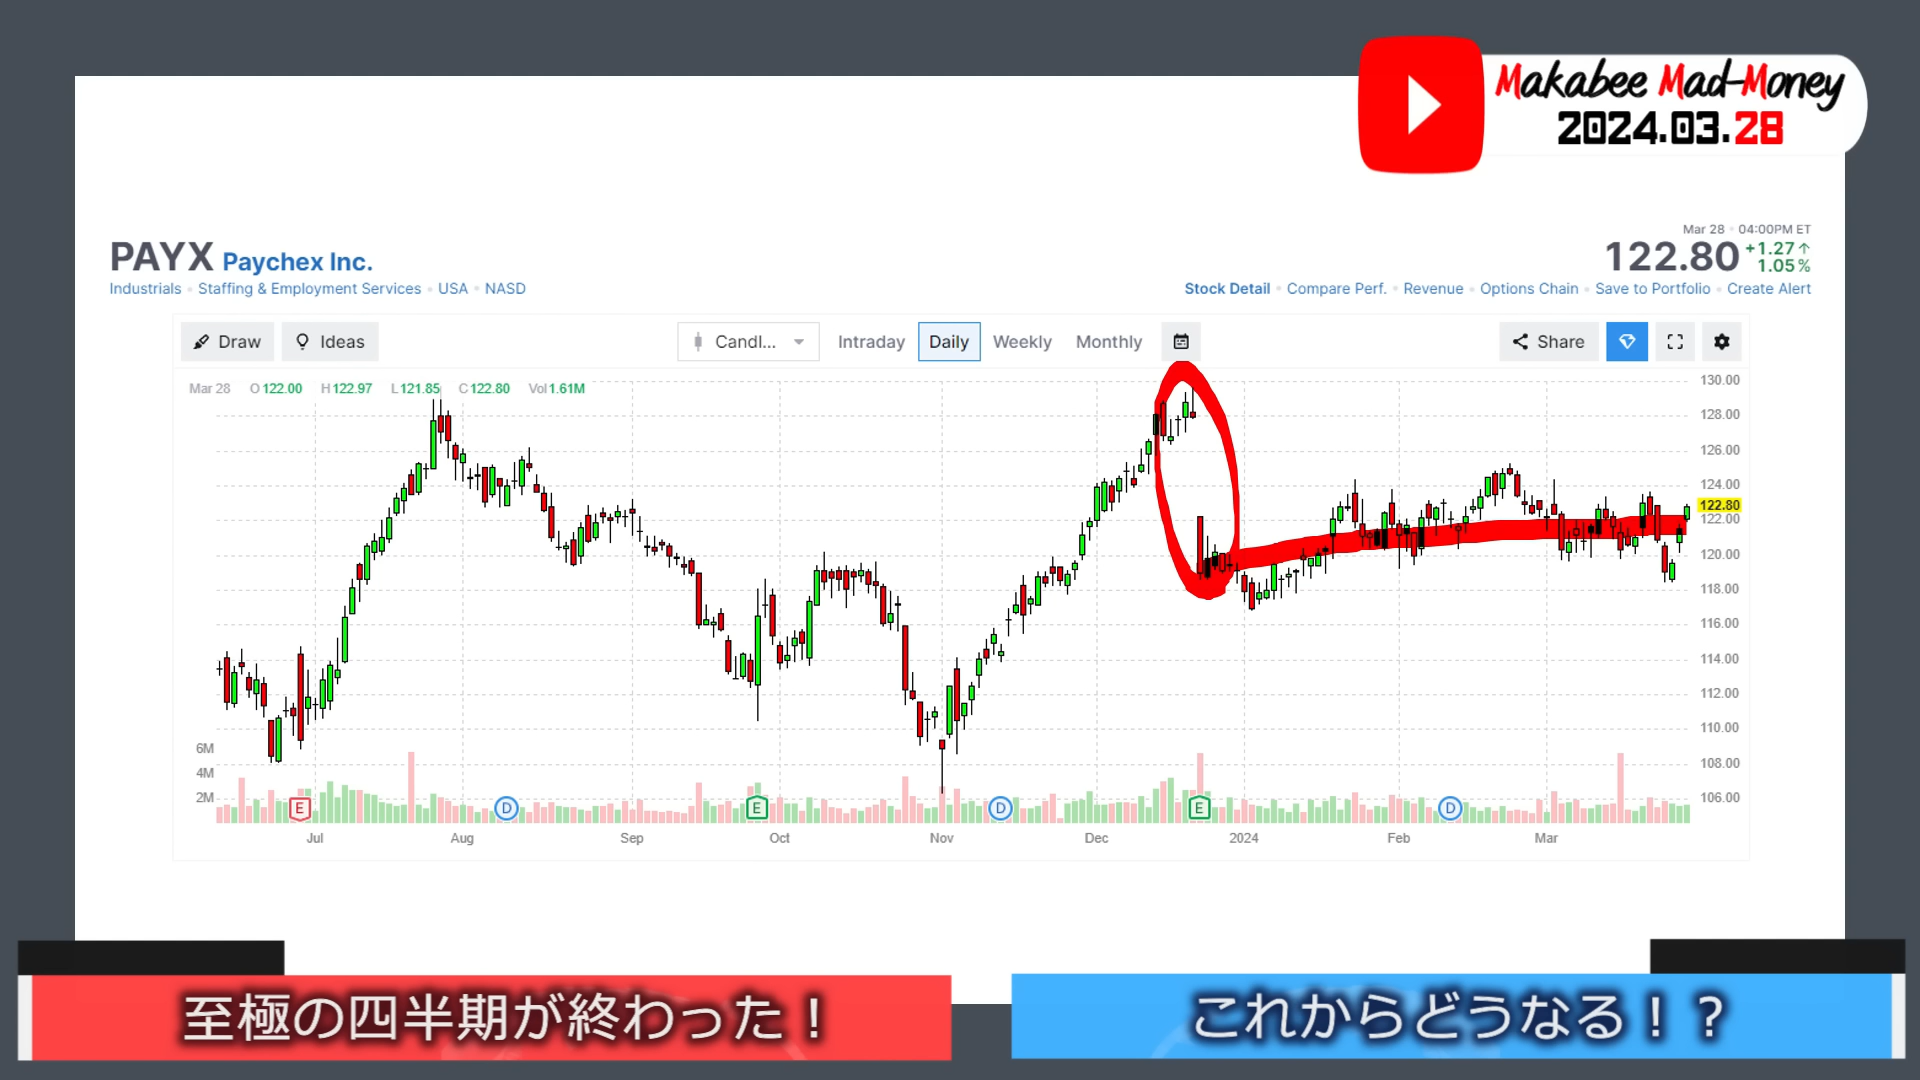 Makabee Mad-Money
2024.03.28
Mar 28 • 04:00PM ET
PAYX Paychex Inc.
122.80 +1.27↑ 1.05%
Industrials • Staffing & Employment Services • USA • NASD
Stock Detail • Compare Perf. • Revenue • Options Chain • Save to Portfolio • Create Alert
Draw Ideas Candl... Intraday Daily Weekly Monthly Share
Mar 28 O 122.00 H 122.97 L 121.85 C 122.80 Vol 1.61M
130.00
128.00
126.00
124.00
122.80
122.00
120.00
118.00
116.00
114.00
112.00
110.00
108.00
106.00
6M
4M
2M
E D E D E D
Jul Aug Sep Oct Nov Dec 2024 Feb Mar
至極の四半期が終わった！
これからどうなる！？